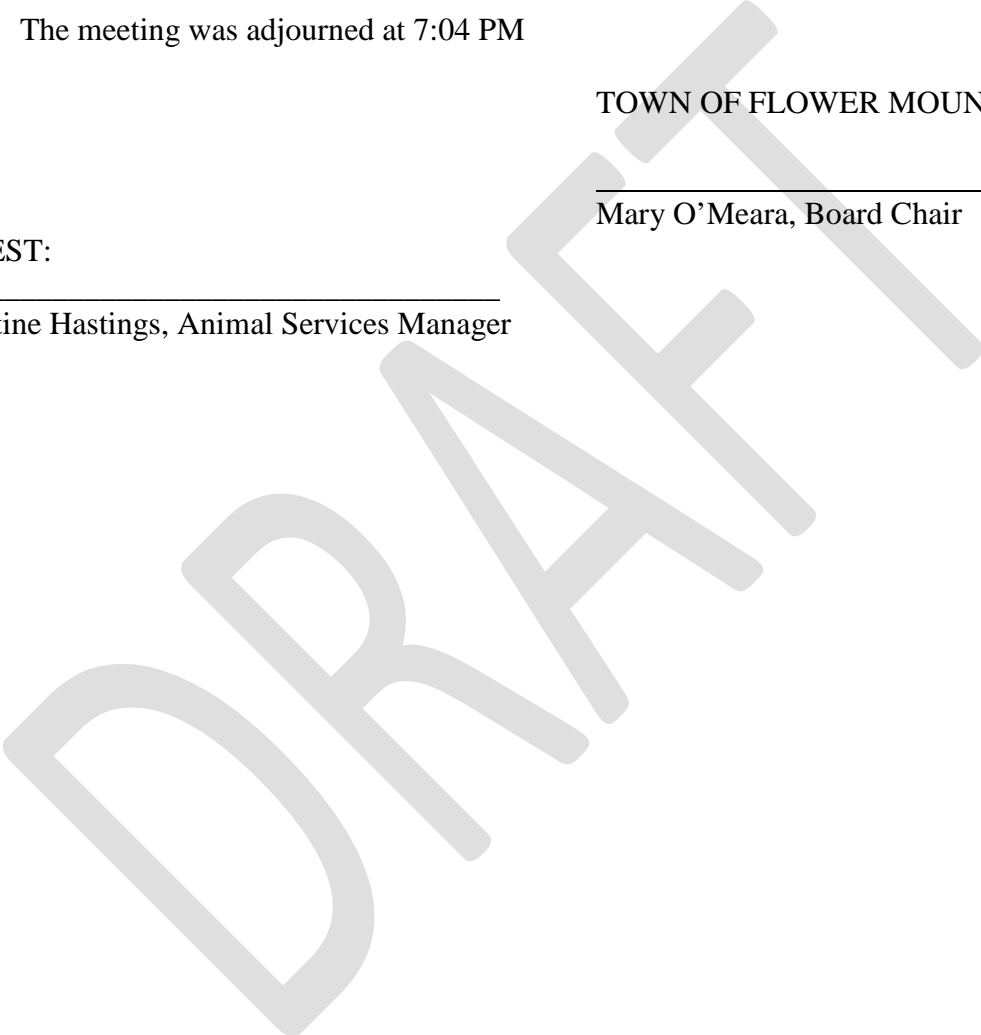 The meeting was adjourned at 7:04 PM
TOWN OF FLOWER MOUN
Mary O’Meara, Board Chair
EST:
tine Hastings, Animal Services Manager
DRAFT